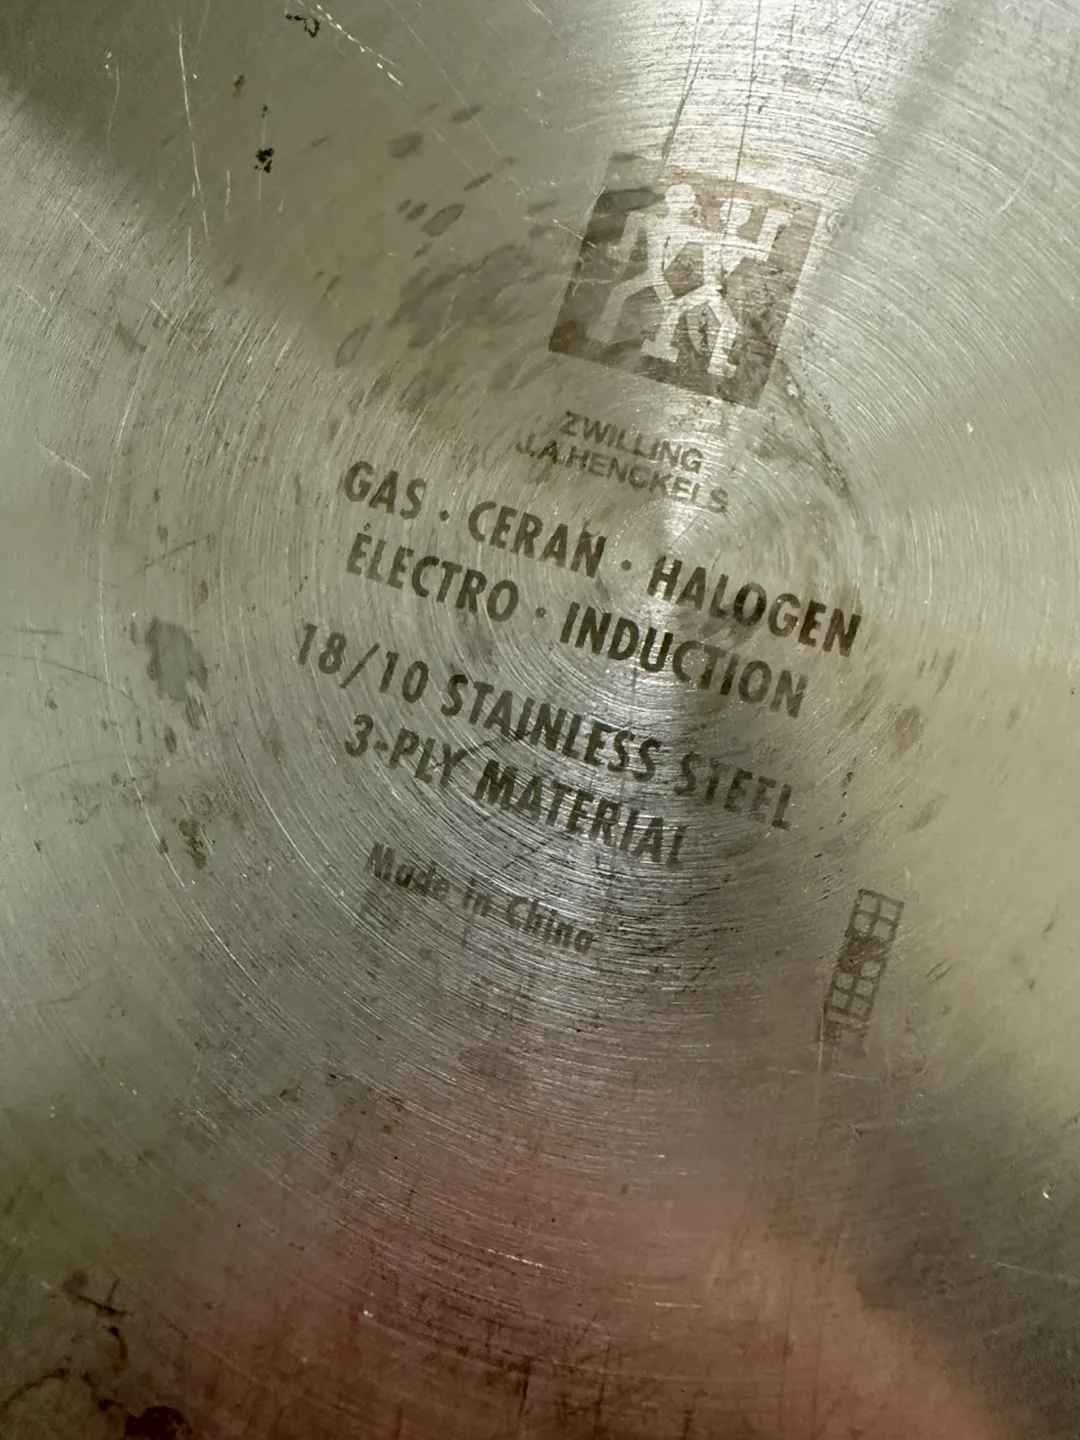 ZWILLING
J.A.HENCKELS
GAS · CERAN · HALOGEN
ELECTRO · INDUCTION
18/10 STAINLESS STEEL
3-PLY MATERIAL
Made in China